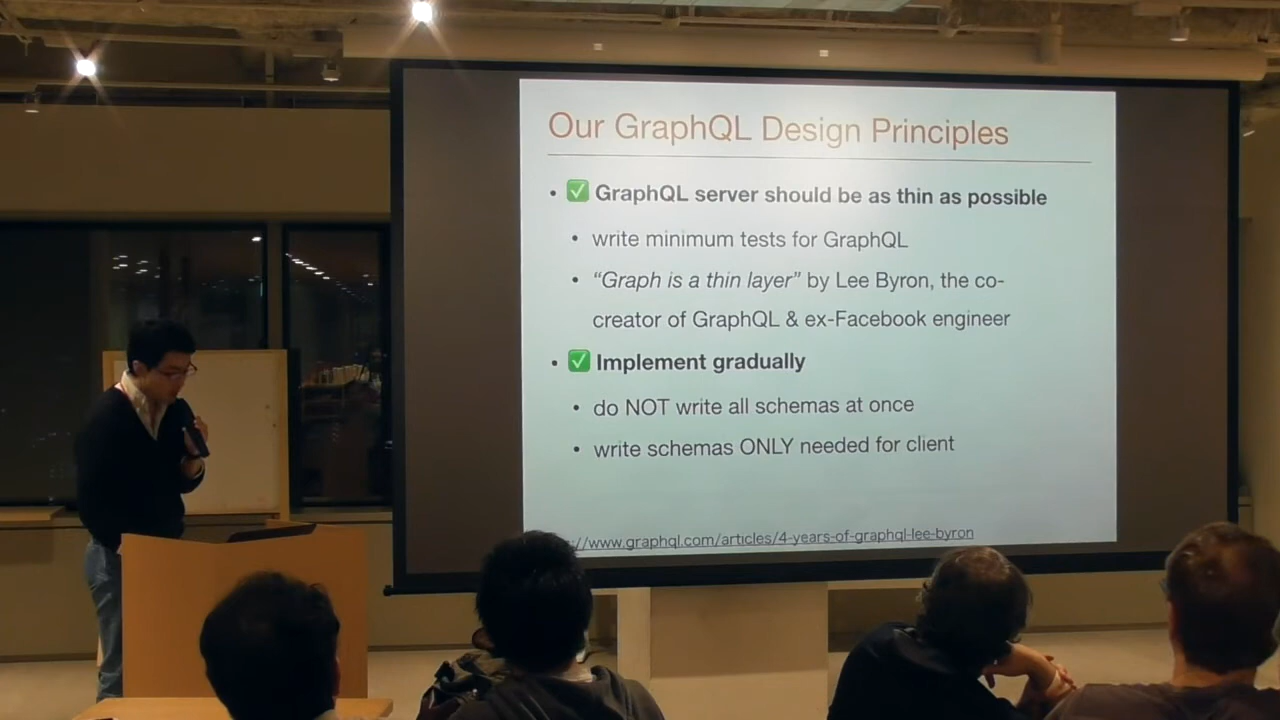 Our GraphQL Design Principles
• ✅ GraphQL server should be as thin as possible
• write minimum tests for GraphQL
• “Graph is a thin layer” by Lee Byron, the co-
creator of GraphQL & ex-Facebook engineer
• ✅ Implement gradually
• do NOT write all schemas at once
• write schemas ONLY needed for client
://www.graphql.com/articles/4-years-of-graphql-lee-byron